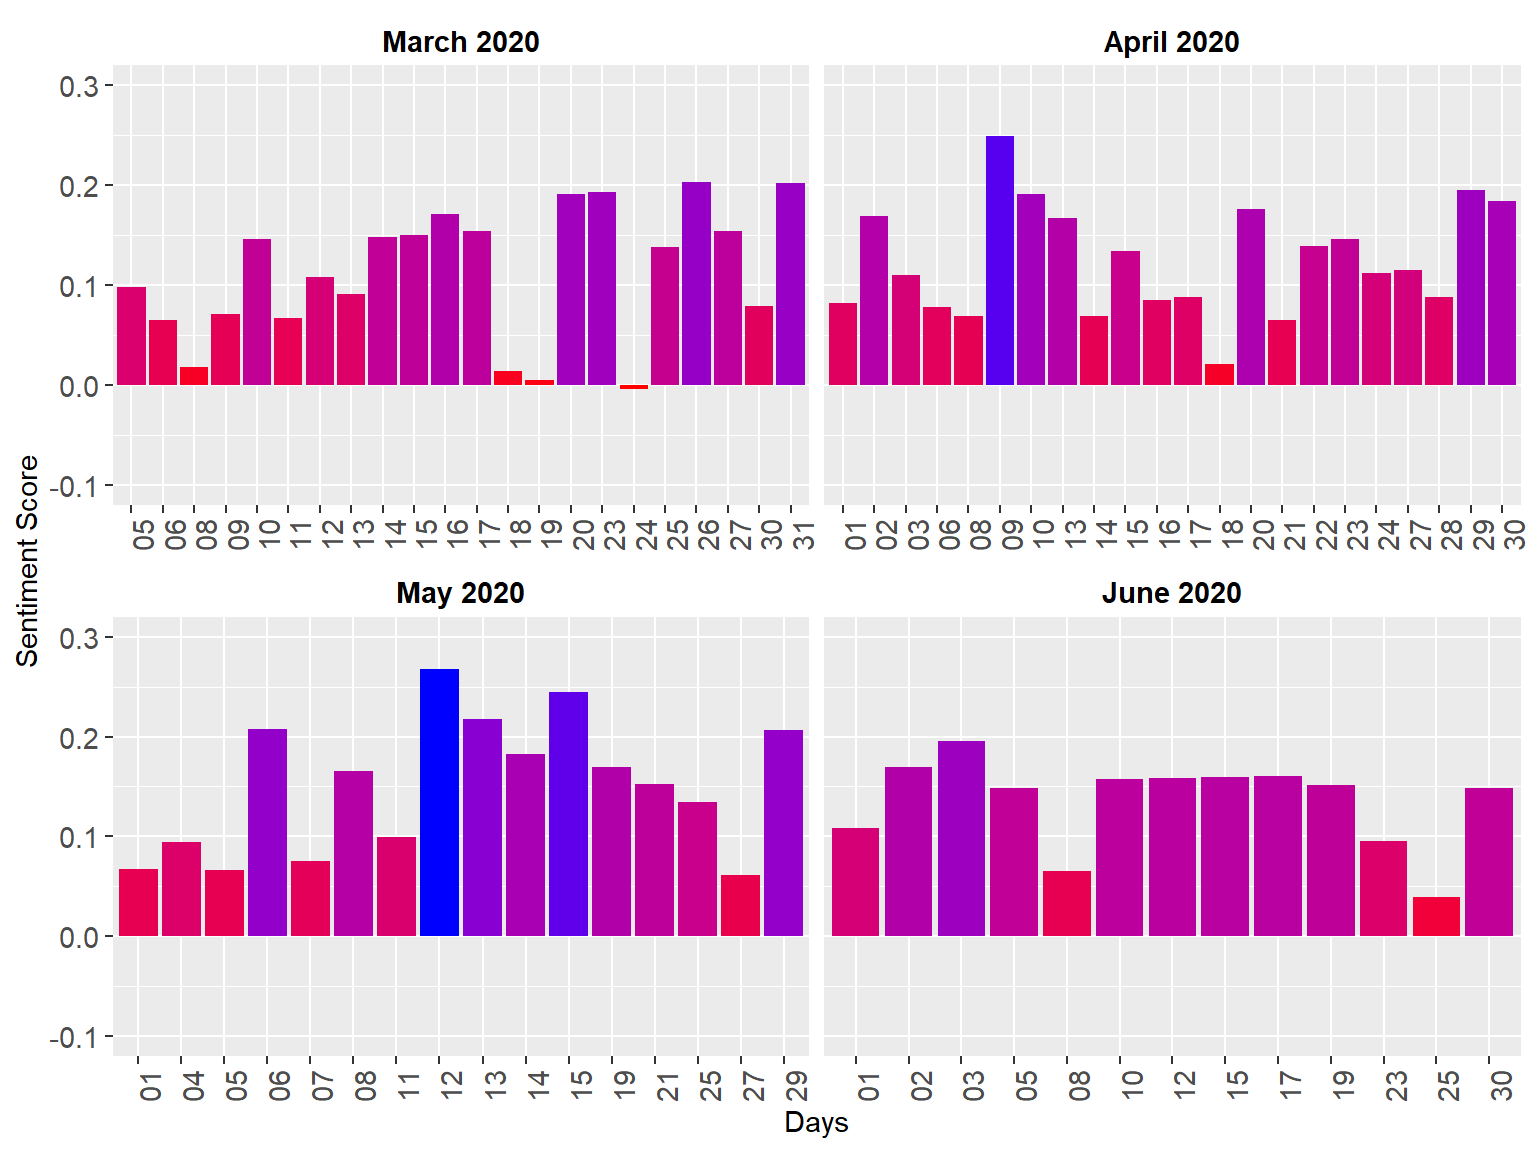 March 2020
April 2020
0.3
0.2
0.1
0.0
-0.1
05 06 08 09 10 11 12 13 14 15 16 17 18 19 20 23 24 25 26 27 30 31
01 02 03 06 08 09 10 13 14 15 16 17 18 20 21 22 23 24 27 28 29 30
Sentiment Score
May 2020
June 2020
0.3
0.2
0.1
0.0
-0.1
01 04 05 06 07 08 11 12 13 14 15 19 21 25 27 29
01 02 03 05 08 10 12 15 17 19 23 25 30
Days